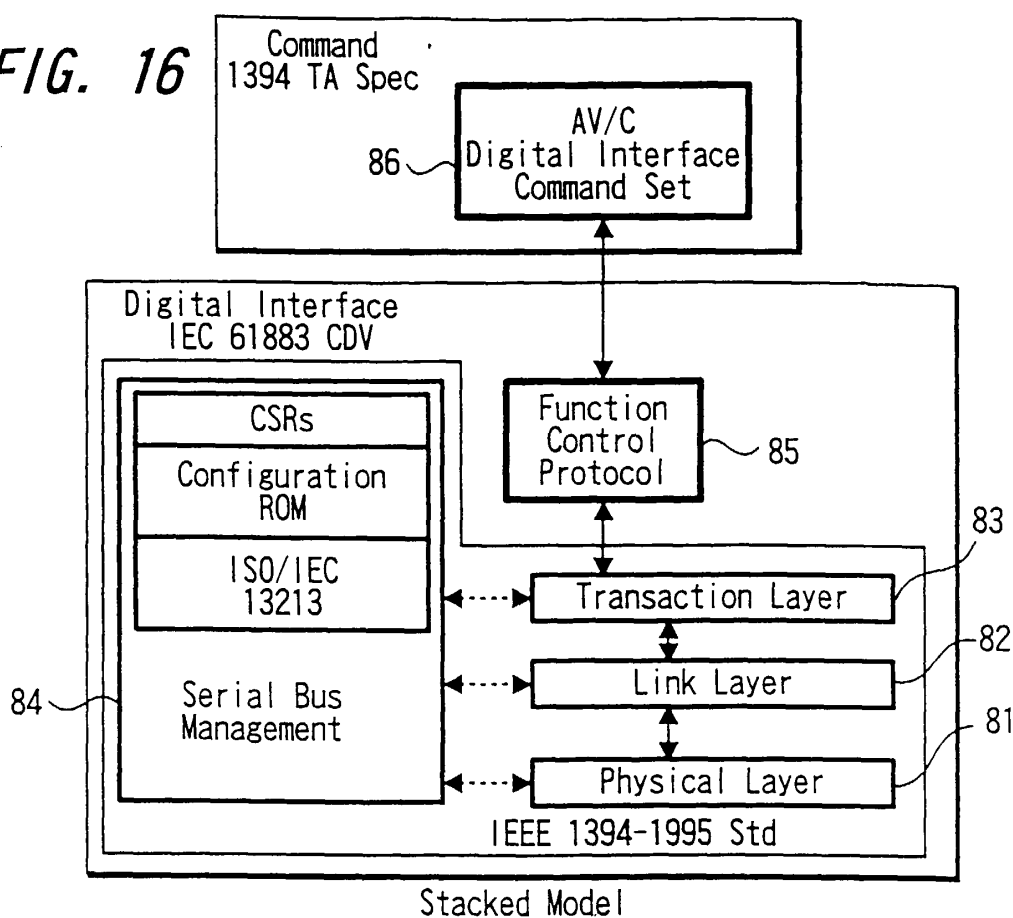 FIG. 16
Command
1394 TA Spec
AV/C
Digital Interface
Command Set
86
Digital Interface
IEC 61883 CDV
CSRs
Configuration
ROM
ISO/IEC
13213
Serial Bus
Management
84
Function
Control
Protocol
85
83
Transaction Layer
82
Link Layer
81
Physical Layer
IEEE 1394-1995 Std
Stacked Model